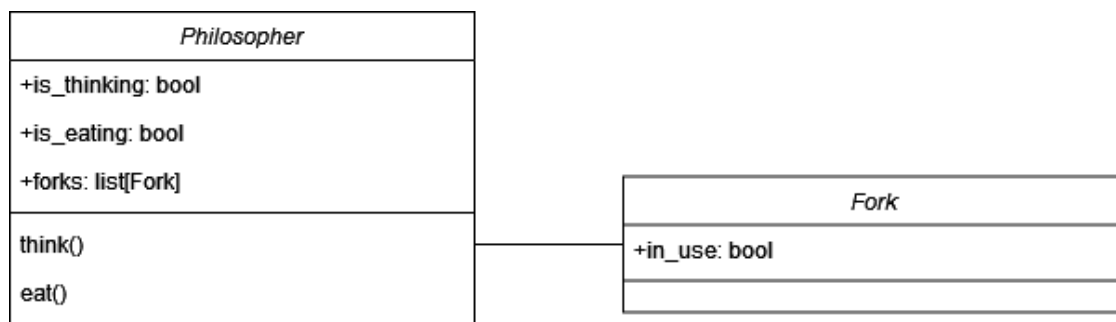 Philosopher
+is_thinking: bool
+is_eating: bool
+forks: list[Fork]
think()
eat()
Fork
+in_use: bool